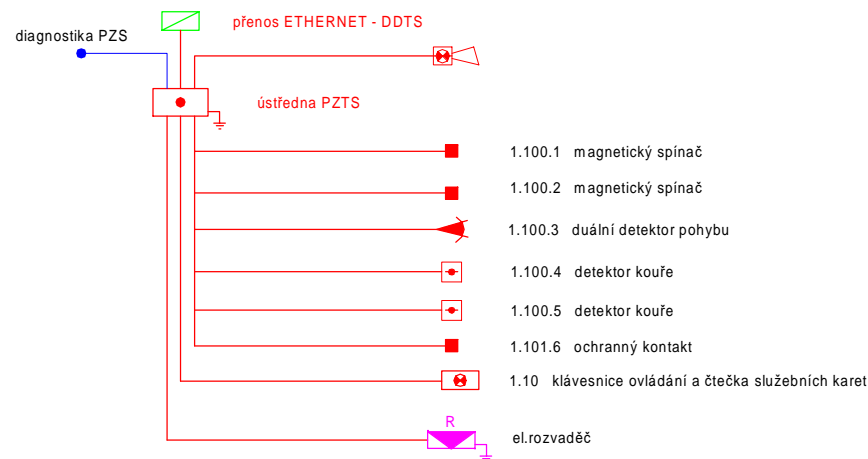 přenos ETHERNET - DDTS
diagnostika PZS
ústředna PZTS
1.100.1 magnetický spínač
1.100.2 magnetický spínač
1.100.3 duální detektor pohybu
1.100.4 detektor kouře
1.100.5 detektor kouře
1.101.6 ochranný kontakt
1.10 klávesnice ovládání a čtečka služebních karet
R
el.rozvaděč